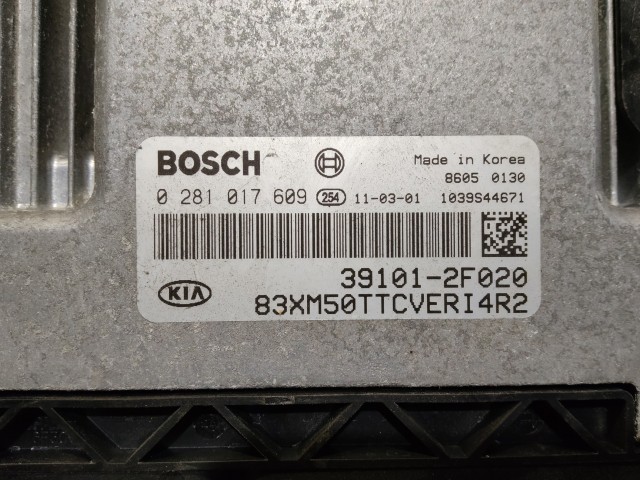 BOSCH Made in Korea
8605 0130
0 281 017 609 254 11-03-01 1039S44671
39101-2F020
KIA 83XM50TTCVERI4R2